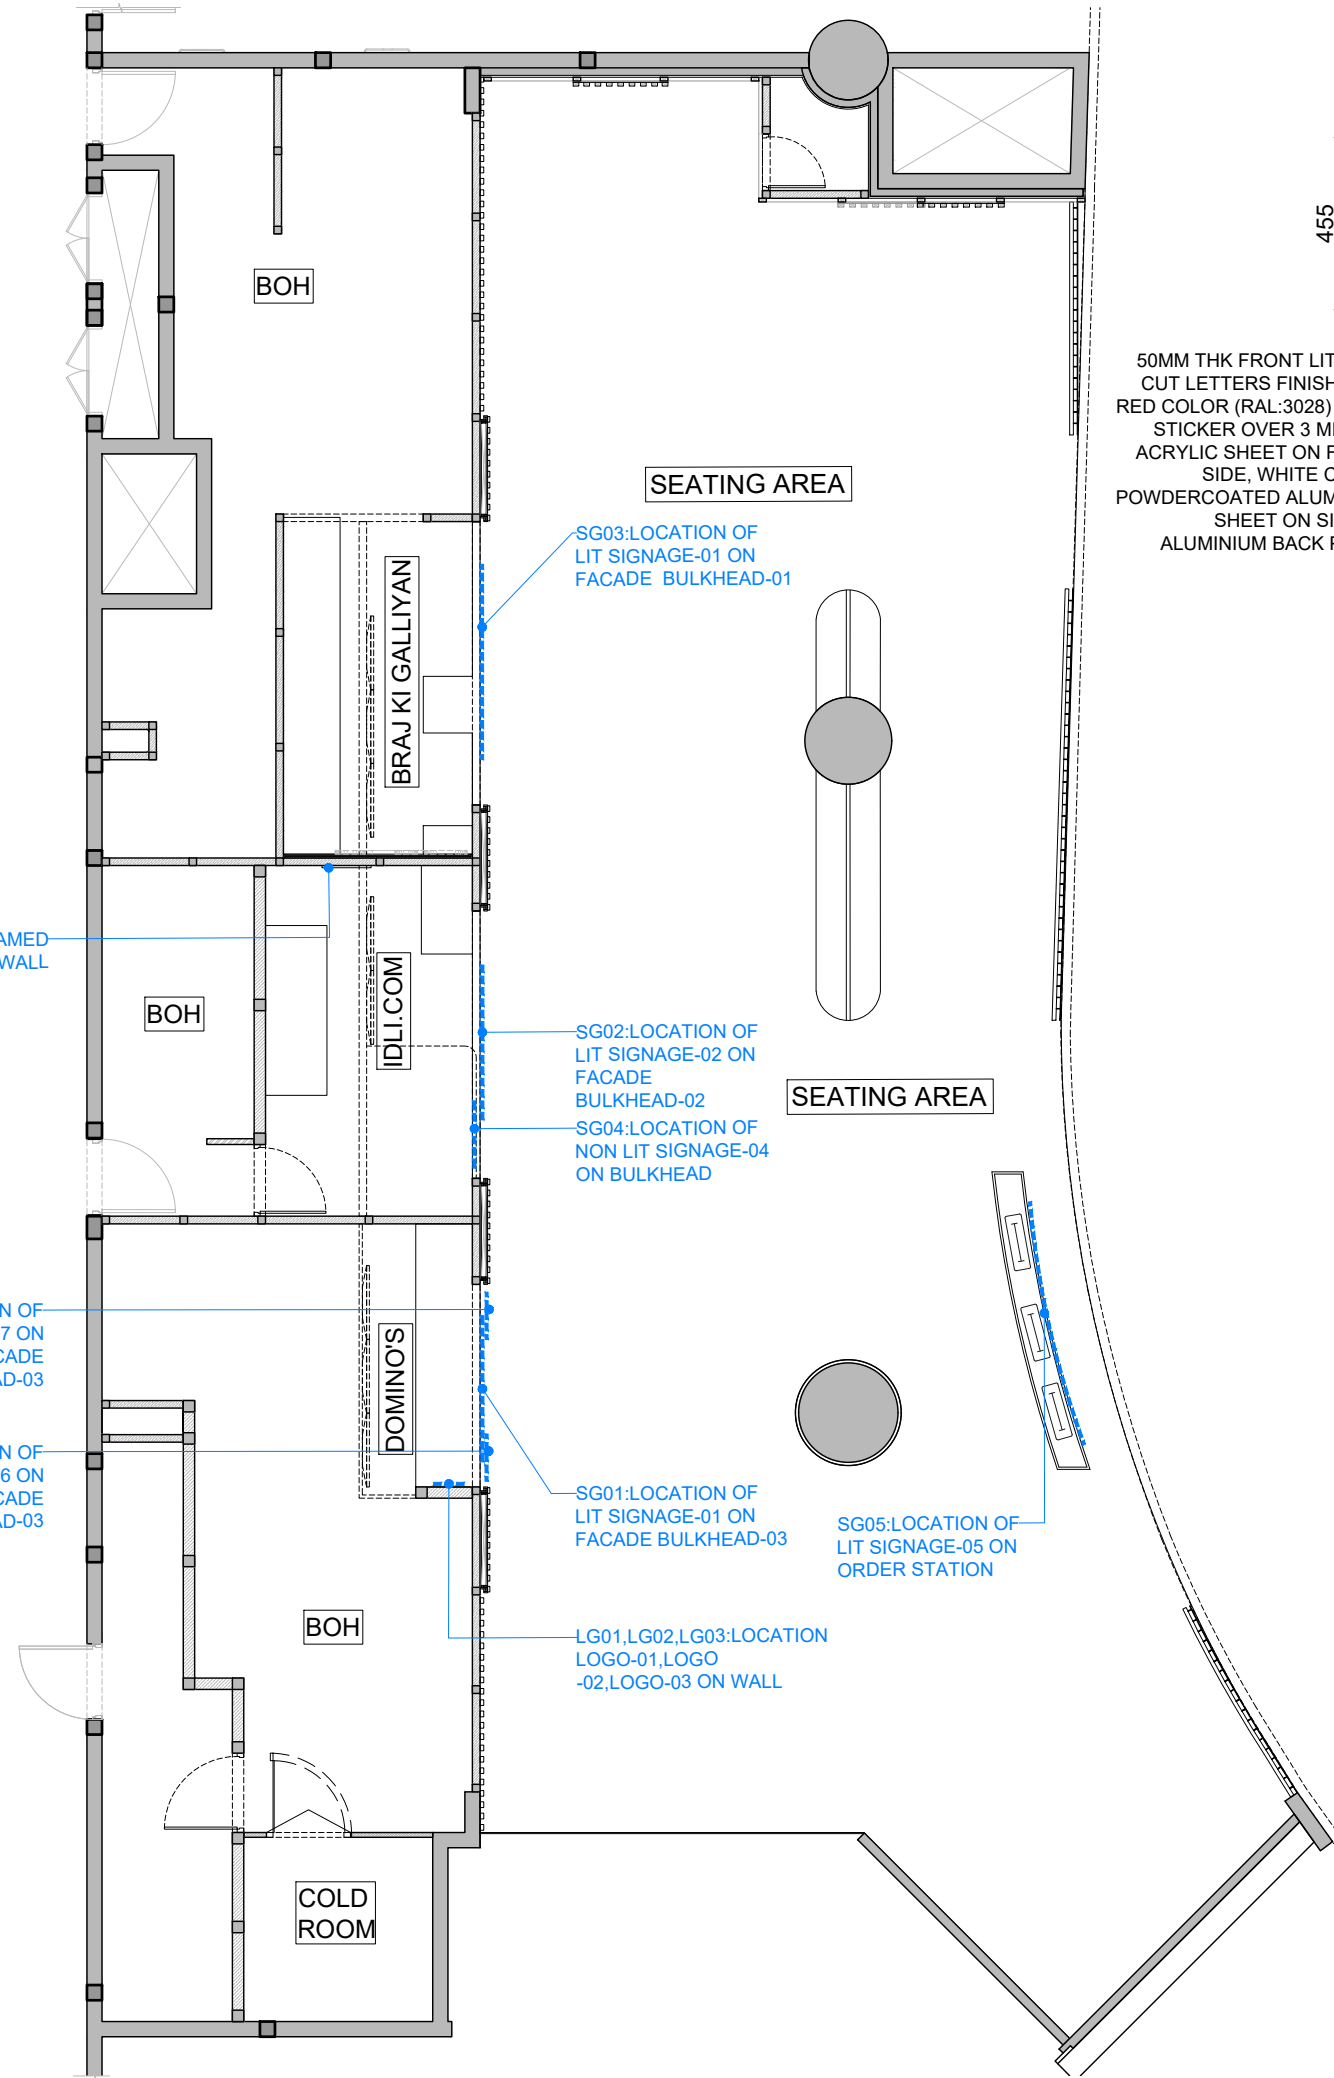 455
BOH
50MM THK FRONT LIT
CUT LETTERS FINISH
RED COLOR (RAL:3028)
STICKER OVER 3 M
ACRYLIC SHEET ON F
SIDE, WHITE C
POWDERCOATED ALUM
SHEET ON SI
ALUMINIUM BACK
SEATING AREA
SG03:LOCATION OF
LIT SIGNAGE-01 ON
FACADE BULKHEAD-01
BRAJ KI GALLIYAN
AMED
WALL
BOH
IDLI.COM
SG02:LOCATION OF
LIT SIGNAGE-02 ON
FACADE
BULKHEAD-02
SEATING AREA
SG04:LOCATION OF
NON LIT SIGNAGE-04
ON BULKHEAD
N OF
7 ON
CADE
AD-03
DOMINO'S
N OF
6 ON
CADE
AD-03
SG01:LOCATION OF
LIT SIGNAGE-01 ON
FACADE BULKHEAD-03
SG05:LOCATION OF
LIT SIGNAGE-05 ON
ORDER STATION
BOH
LG01,LG02,LG03:LOCATION
LOGO-01,LOGO
-02,LOGO-03 ON WALL
COLD
ROOM